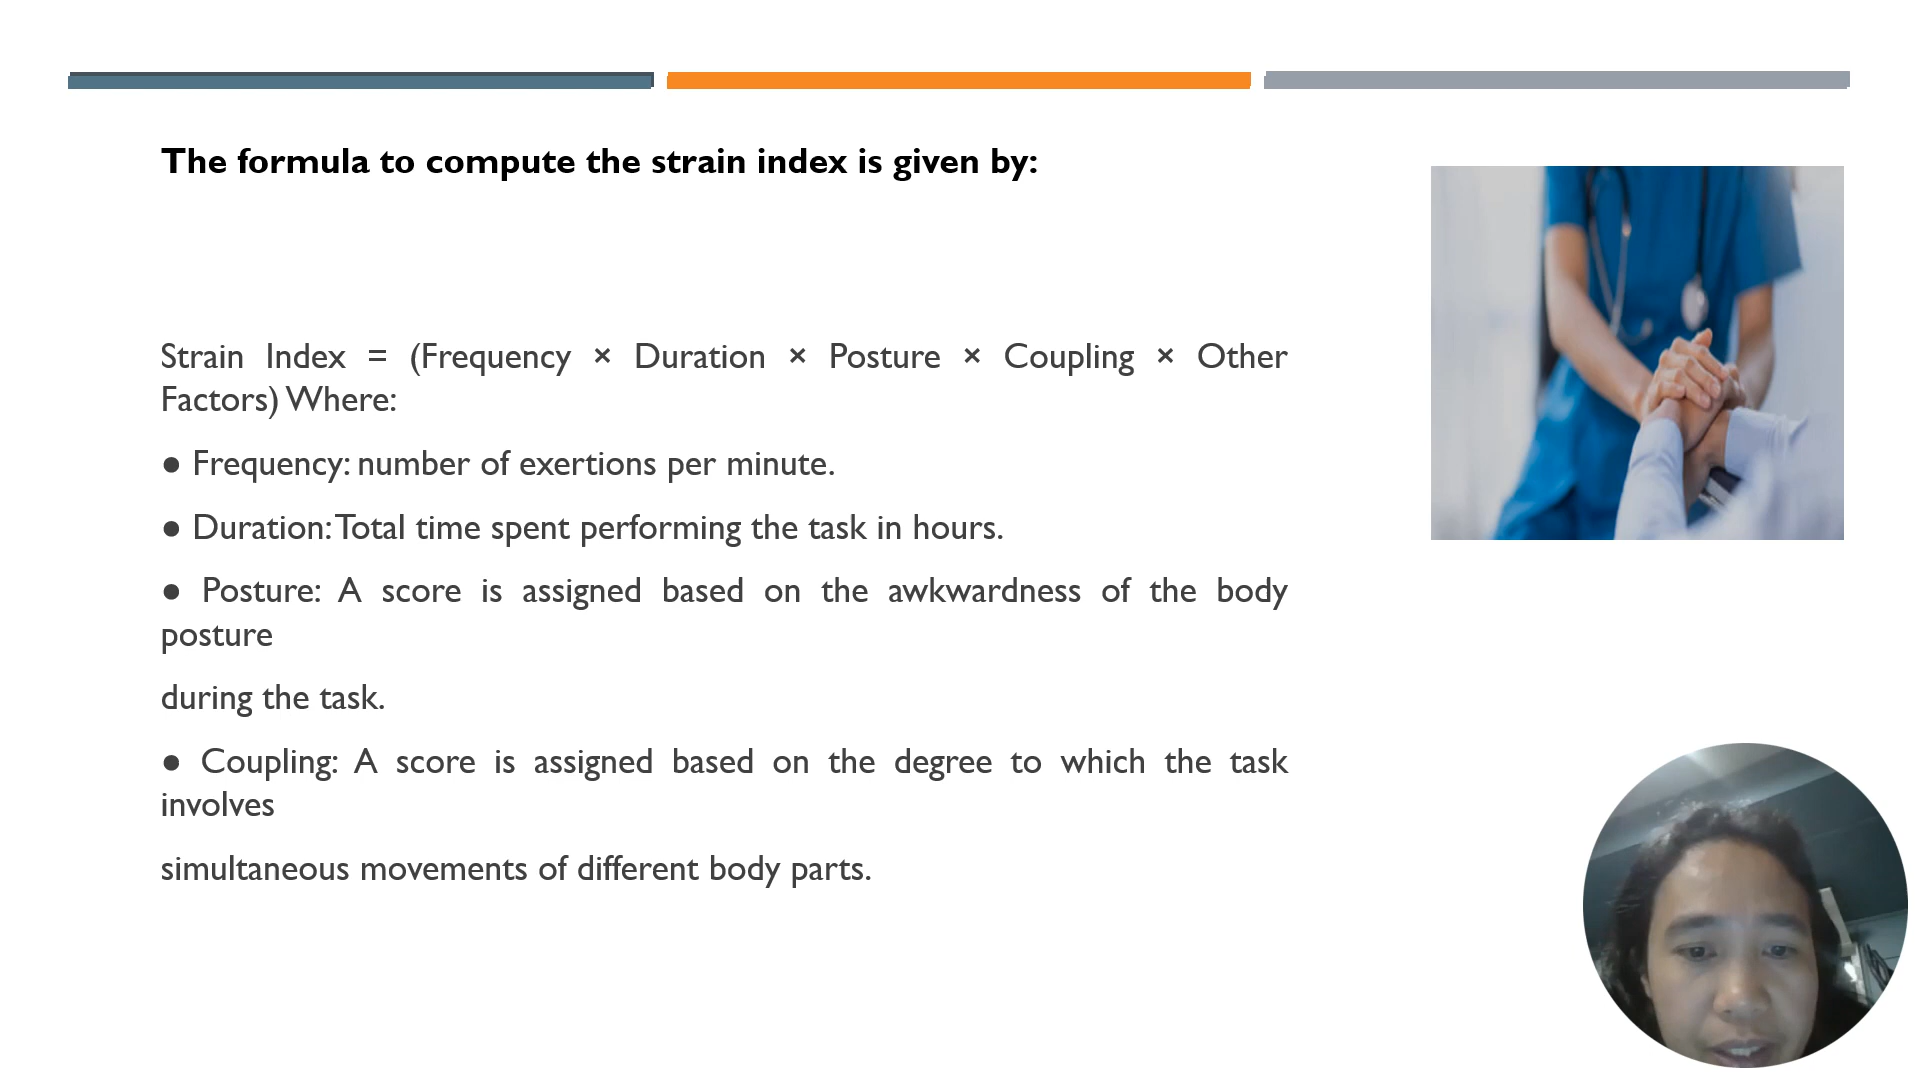 The formula to compute the strain index is given by:
Strain Index = (Frequency × Duration × Posture × Coupling × Other
Factors) Where:
● Frequency: number of exertions per minute.
● Duration: Total time spent performing the task in hours.
● Posture: A score is assigned based on the awkwardness of the body
posture
during the task.
● Coupling: A score is assigned based on the degree to which the task
involves
simultaneous movements of different body parts.